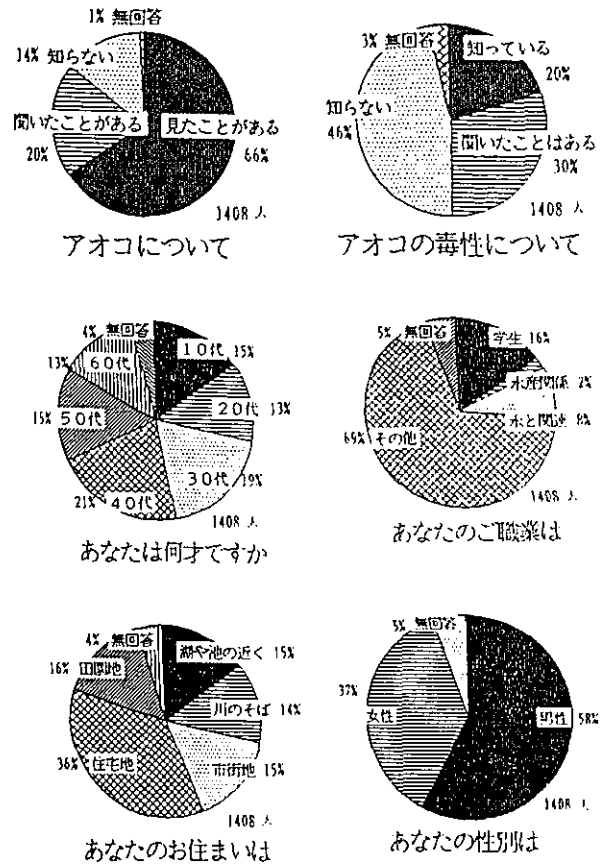 1% 無回答
14% 知らない
聞いたことがある
20%
見たことがある
66%
1408 人
アオコについて
3% 無回答
知っている
20%
知らない
46%
聞いたことはある
30%
1408 人
アオコの毒性について
4% 無回答
10代 15%
13% 60代
20代 13%
15% 50代
30代 19%
21% 40代
1408 人
あなたは何才ですか
5% 無回答
学生 16%
水産関係 2%
水と関連 8%
69% その他
1408 人
あなたのご職業は
4% 無回答
湖や池の近く 15%
16% 田園地
川のそば 14%
36% 住宅地
市街地 15%
1408 人
あなたのお住まいは
5% 無回答
37%
女性
男性 58%
1408 人
あなたの性別は